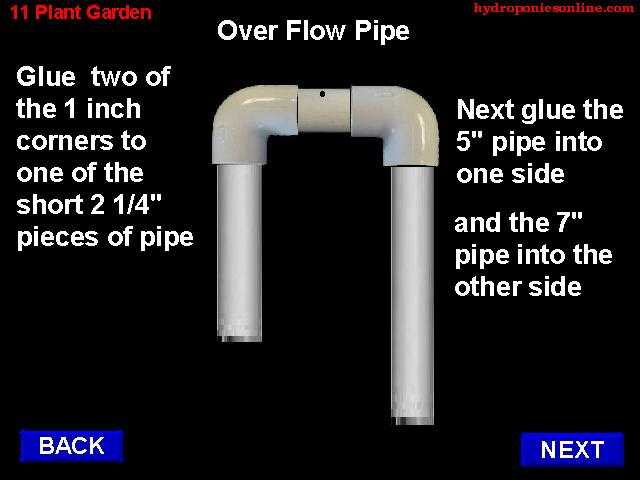 11 Plant Garden
hydroponicsonline.com
Over Flow Pipe
Glue two of
the 1 inch
corners to
one of the
short 2 1/4"
pieces of pipe
Next glue the
5" pipe into
one side
and the 7"
pipe into the
other side
BACK
NEXT